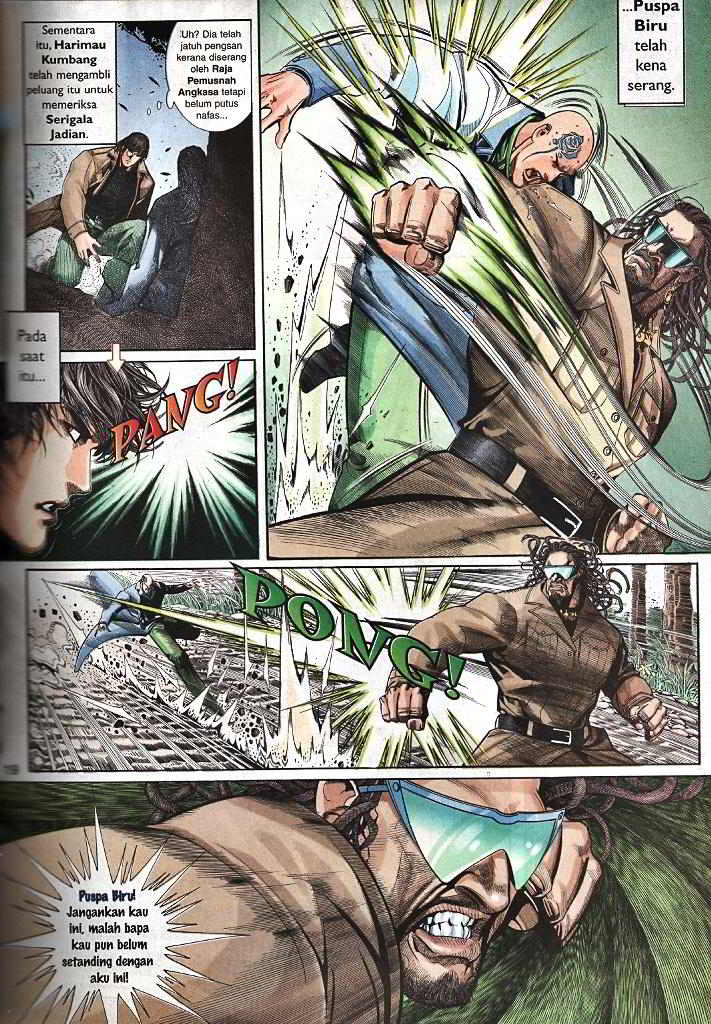 Sementara
itu, Harimau
Kumbang
telah mengambli
peluang itu untuk
memeriksa
Serigala
Jadian.
Uh? Dia telah
jatuh pengsan
kerana diserang
oleh Raja
Pemusnah
Angkasa tetapi
belum putus
nafas...
Pada
saat
itu...
PANG!
...Puspa
Biru
telah
kena
serang.
PONG!
Puspa Biru!
Jangankan kau
ini, malah bapa
kau pun belum
setanding dengan
aku ini!